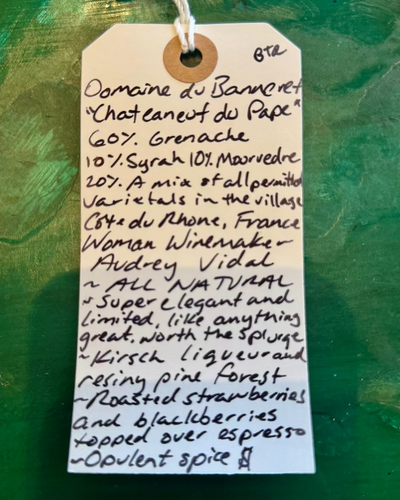 BTR
Domaine du Banneret
"Chateaneuf du Pape"
60% Grenache
10% Syrah 10% Mourvedre
20% A mix of all permitted
varietals in the village
Côte du Rhone, France
Woman Winemaker
Audrey Vidal
~ ALL NATURAL
~ Super elegant and
limited, like anything
great. worth the splurge
~Kirsch liqueur and
resiny pine forest
~Roasted strawberries
and blackberries
topped over espresso
~Opulent spice